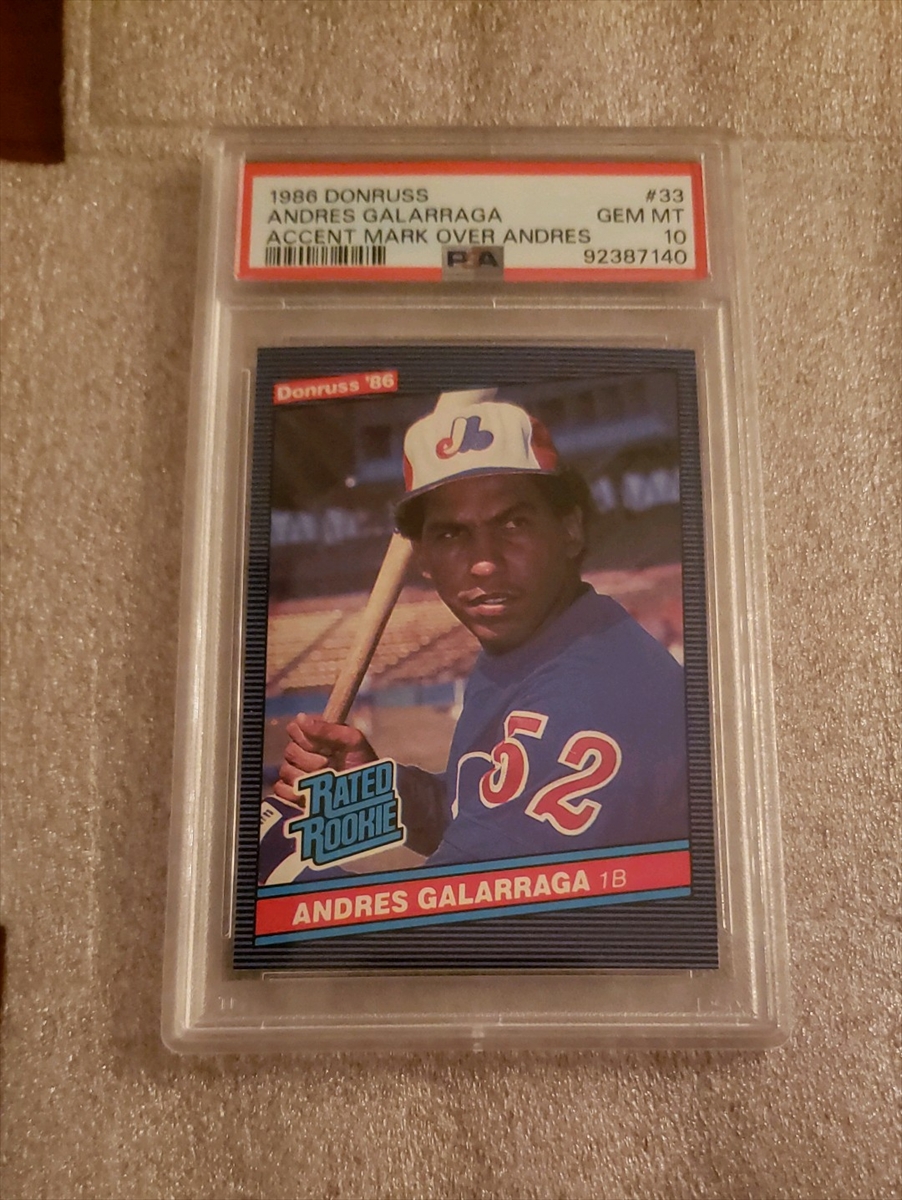 1986 DONRUSS #33
ANDRES GALARRAGA GEM MT
ACCENT MARK OVER ANDRES 10
PSA 92387140
Donruss '86
52
RATED
ROOKIE
ANDRES GALARRAGA 1B